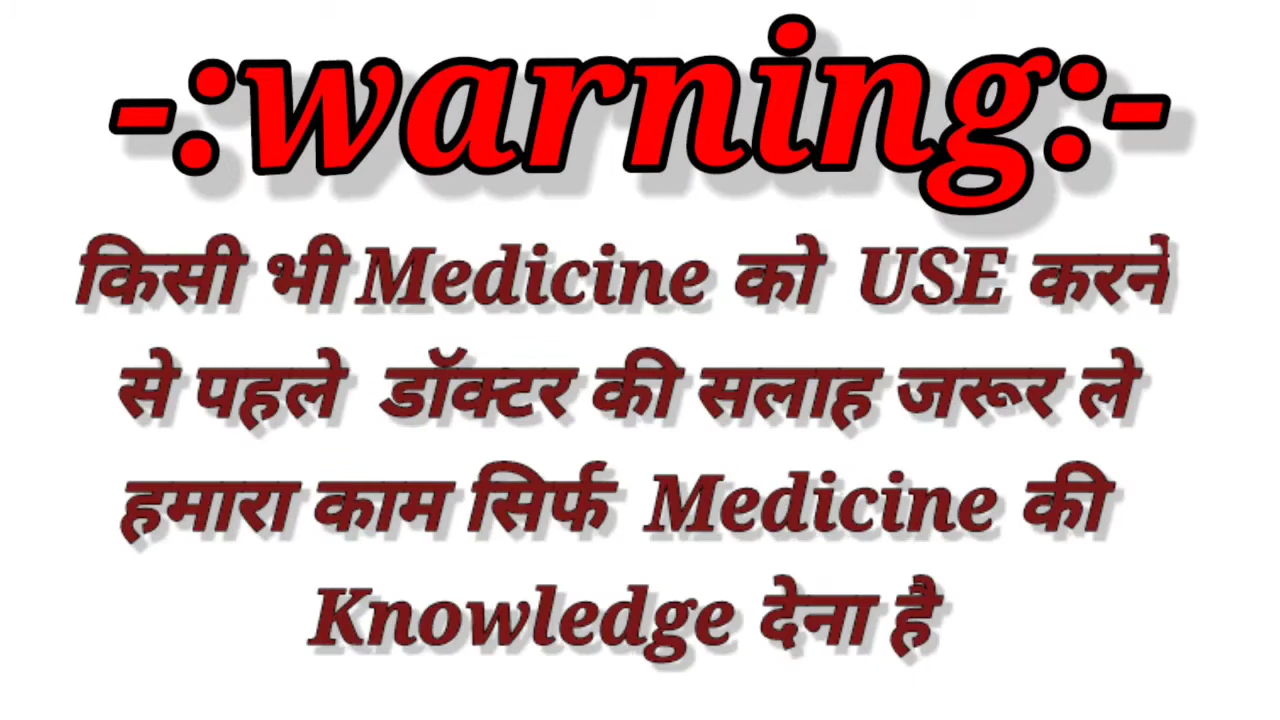 -:warning:-
किसी भी Medicine को USE करने
से पहले डॉक्टर की सलाह जरूर ले
हमारा काम सिर्फ Medicine की
Knowledge देना है